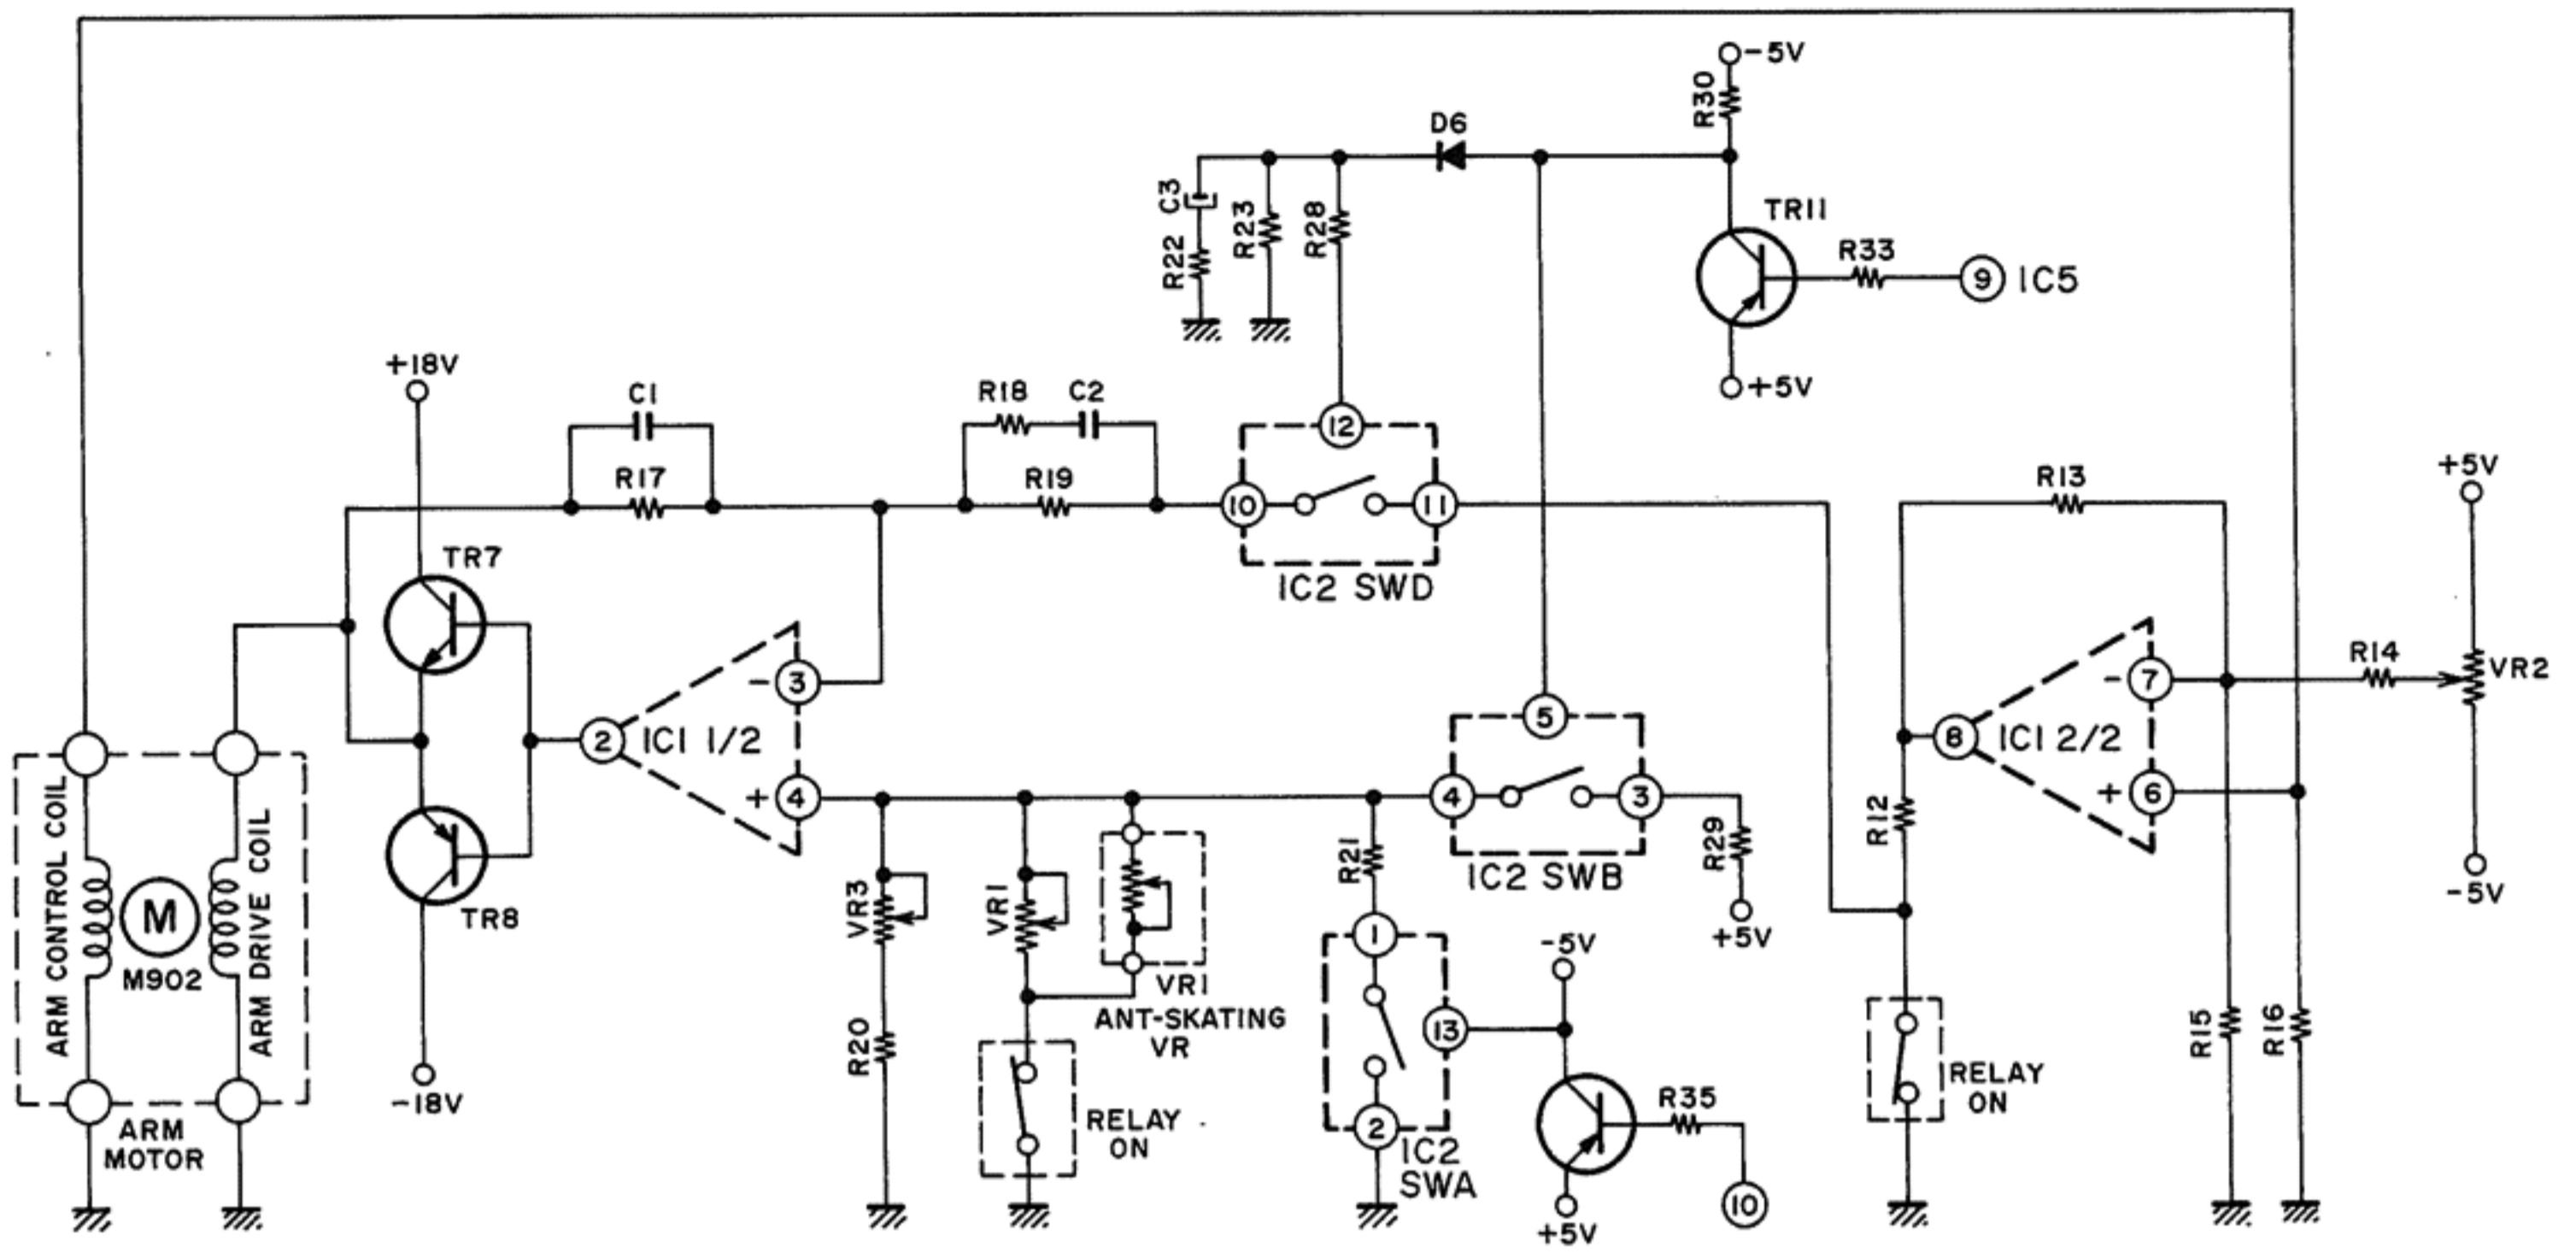 -5V
R30
D6
C3
R22
R23
R28
TR11
R33
9 IC5
+5V
+18V
C1
R17
R18 C2
R19
12
10
11
IC2 SWD
R13
+5V
TR7
- 3
2 IC1 1/2
+ 4
5
4
3
IC2 SWB
R29
+5V
8 IC1 2/2
- 7
+ 6
R14
VR2
-5V
R12
ARM CONTROL COIL
M
M902
ARM DRIVE COIL
TR8
-18V
ARM
MOTOR
VR3
R20
VR1
VR1
ANT-SKATING
VR
RELAY
ON
R21
1
13
2
IC2
SWA
-5V
R35
10
+5V
RELAY
ON
R15
R16